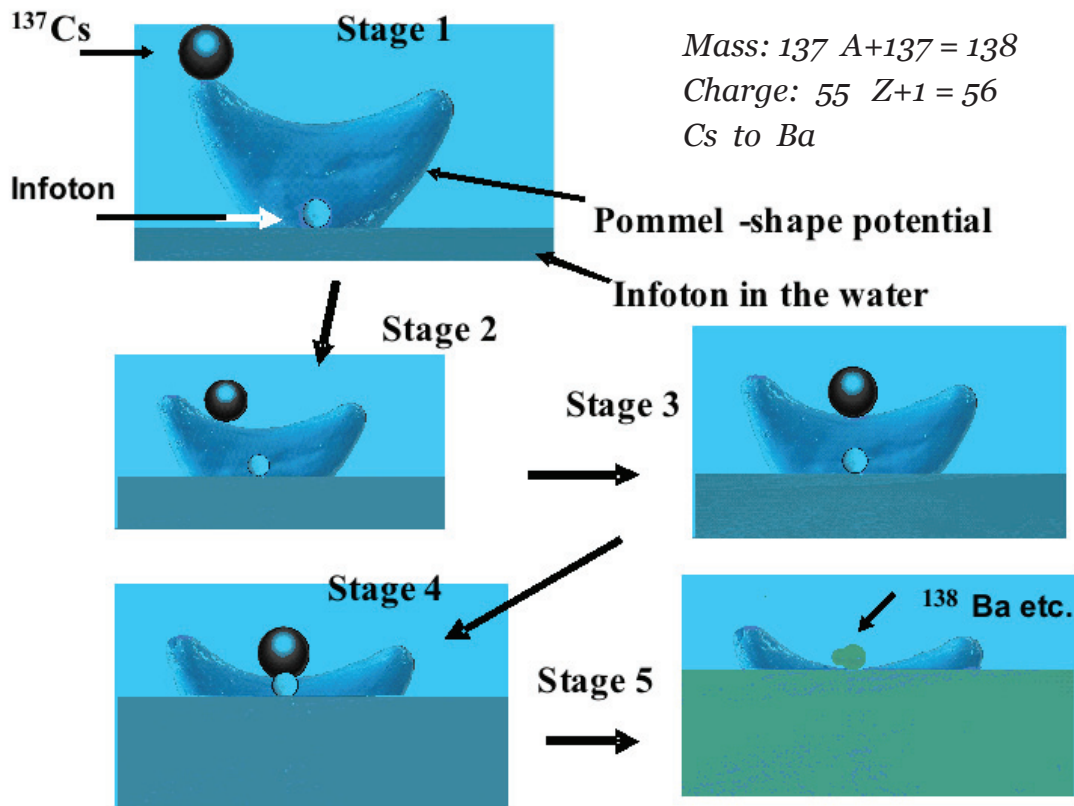 ¹³⁷Cs
Stage 1
Mass: 137 A+137 = 138
Charge: 55 Z+1 = 56
Cs to Ba
Infoton
Pommel -shape potential
Infoton in the water
Stage 2
Stage 3
Stage 4
¹³⁸ Ba etc.
Stage 5